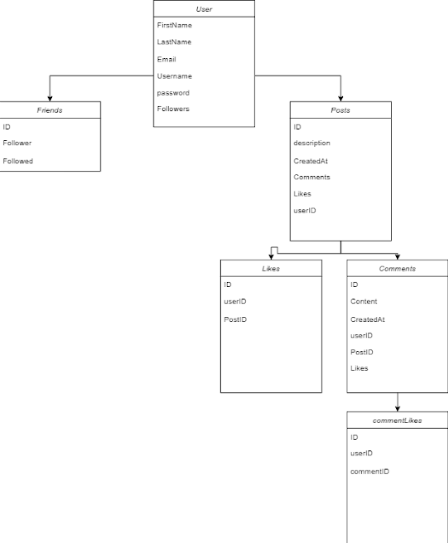 User
FirstName
LastName
Email
Username
password
Followers
Friends
ID
Follower
Followed
Posts
ID
description
CreatedAt
Comments
Likes
userID
Likes
ID
userID
PostID
Comments
ID
Content
CreatedAt
userID
PostID
Likes
commentLikes
ID
userID
commentID